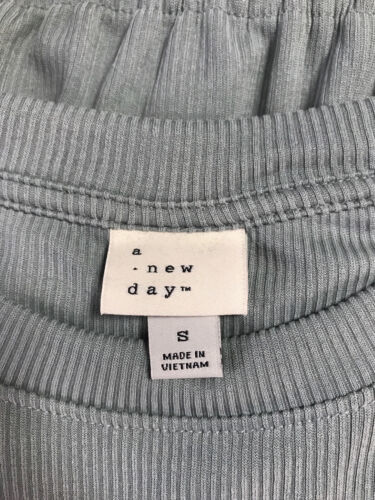 a
· new
day™
S
MADE IN
VIETNAM